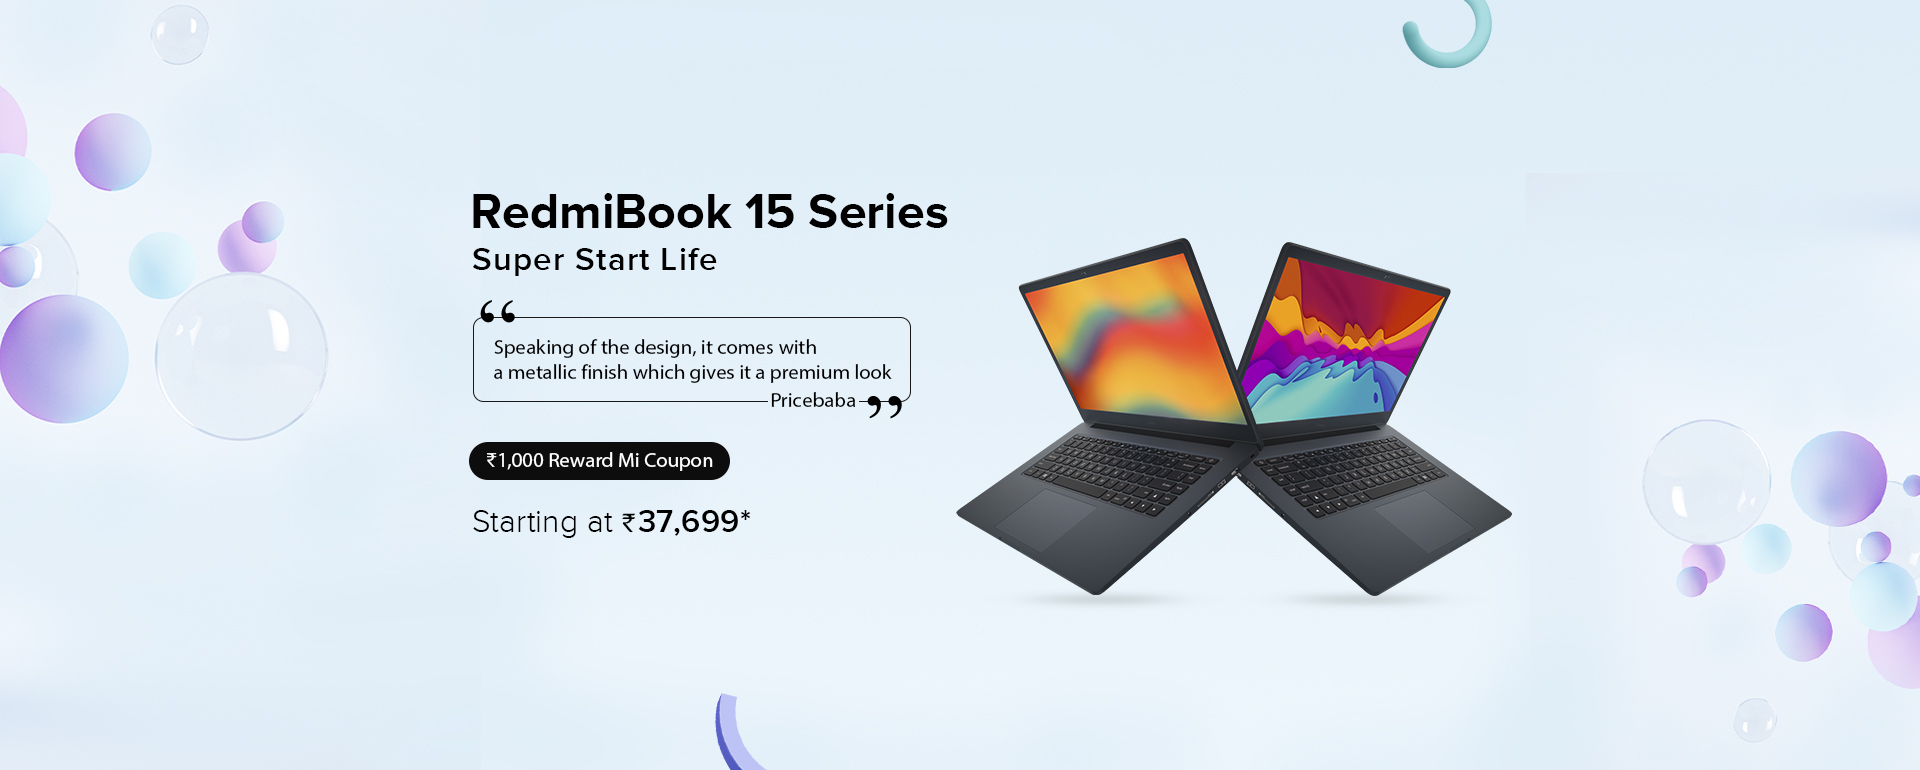 RedmiBook 15 Series
Super Start Life
“
Speaking of the design, it comes with
a metallic finish which gives it a premium look
Pricebaba ”
₹1,000 Reward Mi Coupon
Starting at ₹37,699*